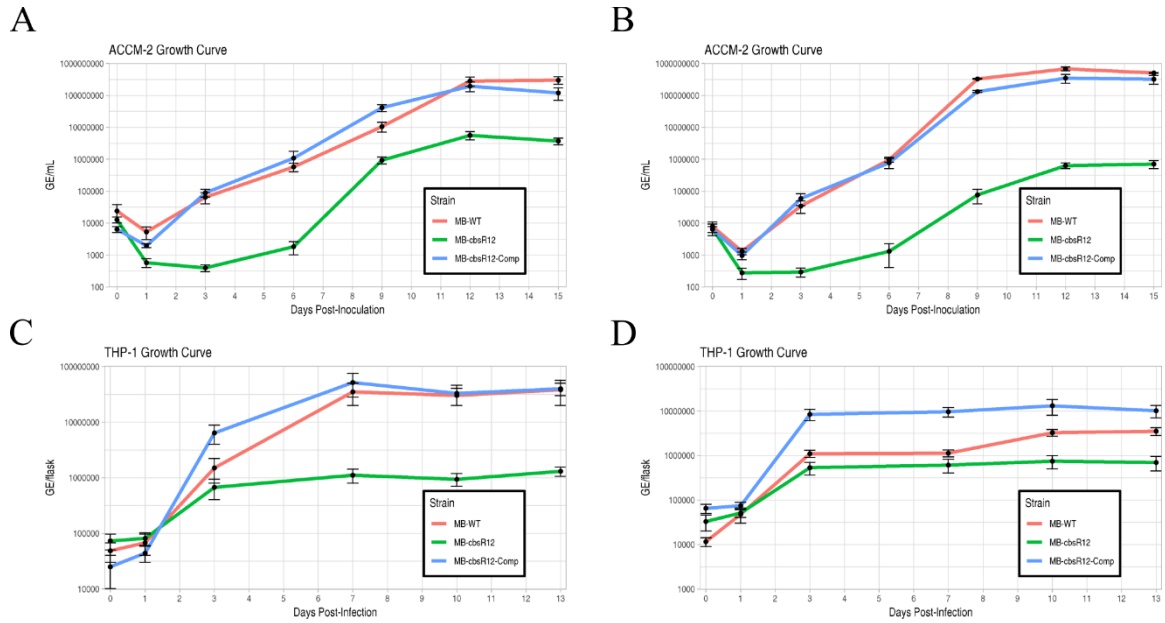 A
ACCM-2 Growth Curve
1000000000
100000000
10000000
1000000
100000
10000
1000
100
GE/mL
0 1 2 3 4 5 6 7 8 9 10 11 12 13 14 15
Days Post-Inoculation
Strain
MB-WT
MB-cbsR12
MB-cbsR12-Comp
B
ACCM-2 Growth Curve
1000000000
100000000
10000000
1000000
100000
10000
1000
100
GE/mL
0 1 2 3 4 5 6 7 8 9 10 11 12 13 14 15
Days Post-Inoculation
Strain
MB-WT
MB-cbsR12
MB-cbsR12-Comp
C
THP-1 Growth Curve
100000000
10000000
1000000
100000
10000
GE/flask
0 1 2 3 4 5 6 7 8 9 10 11 12 13
Days Post-Infection
Strain
MB-WT
MB-cbsR12
MB-cbsR12-Comp
D
THP-1 Growth Curve
100000000
10000000
1000000
100000
10000
1000
GE/flask
0 1 2 3 4 5 6 7 8 9 10 11 12 13
Days Post-Infection
Strain
MB-WT
MB-cbsR12
MB-cbsR12-Comp